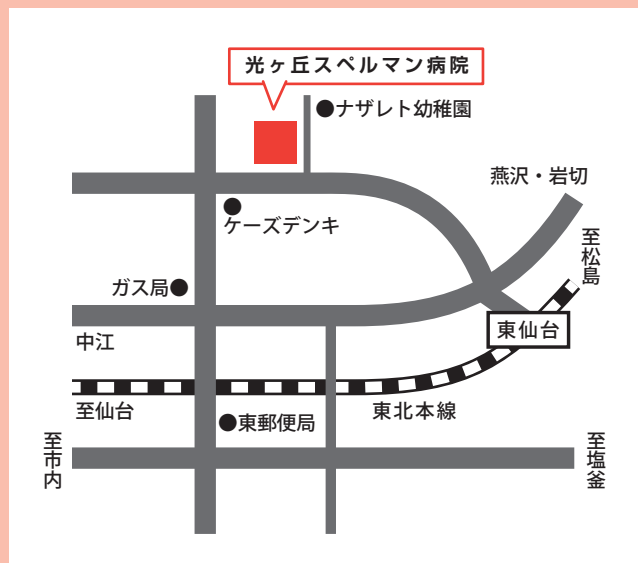 光ヶ丘スペルマン病院
●ナザレト幼稚園
燕沢・岩切
●
ケーズデンキ
至松島
ガス局●
東仙台
中江
至仙台
●東郵便局
東北本線
至市内
至塩釜